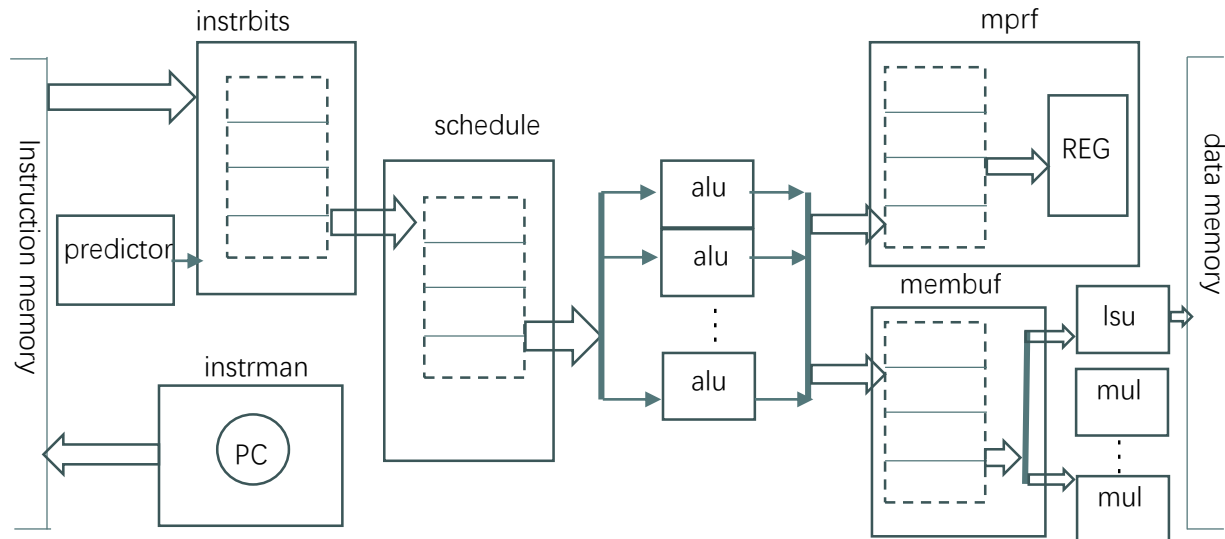 instrbits
mprf
Instruction memory
schedule
REG
data memory
alu
predictor
alu
membuf
lsu
instrman
alu
mul
PC
mul